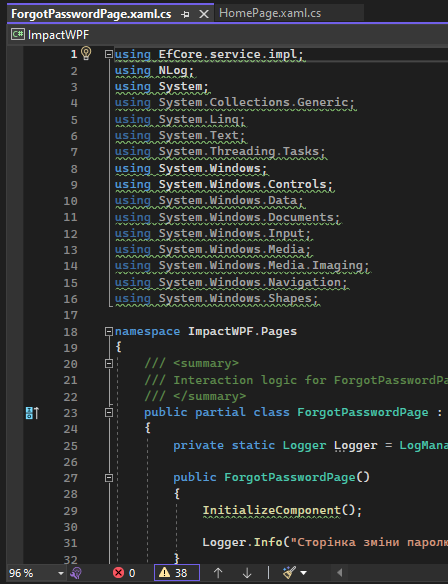 ForgotPasswordPage.xaml.cs
HomePage.xaml.cs
C# ImpactWPF
1 using EfCore.service.impl;
2 using NLog;
3 using System;
4 using System.Collections.Generic;
5 using System.Linq;
6 using System.Text;
7 using System.Threading.Tasks;
8 using System.Windows;
9 using System.Windows.Controls;
10 using System.Windows.Data;
11 using System.Windows.Documents;
12 using System.Windows.Input;
13 using System.Windows.Media;
14 using System.Windows.Media.Imaging;
15 using System.Windows.Navigation;
16 using System.Windows.Shapes;
17
18 namespace ImpactWPF.Pages
19 {
20 /// <summary>
21 /// Interaction logic for ForgotPasswordPa
22 /// </summary>
23 public partial class ForgotPasswordPage :
24 {
25 private static Logger Logger = LogMana
26
27 public ForgotPasswordPage()
28 {
29 InitializeComponent();
30
31 Logger.Info("Сторінка зміни паролю
32 }
96 % 0 38